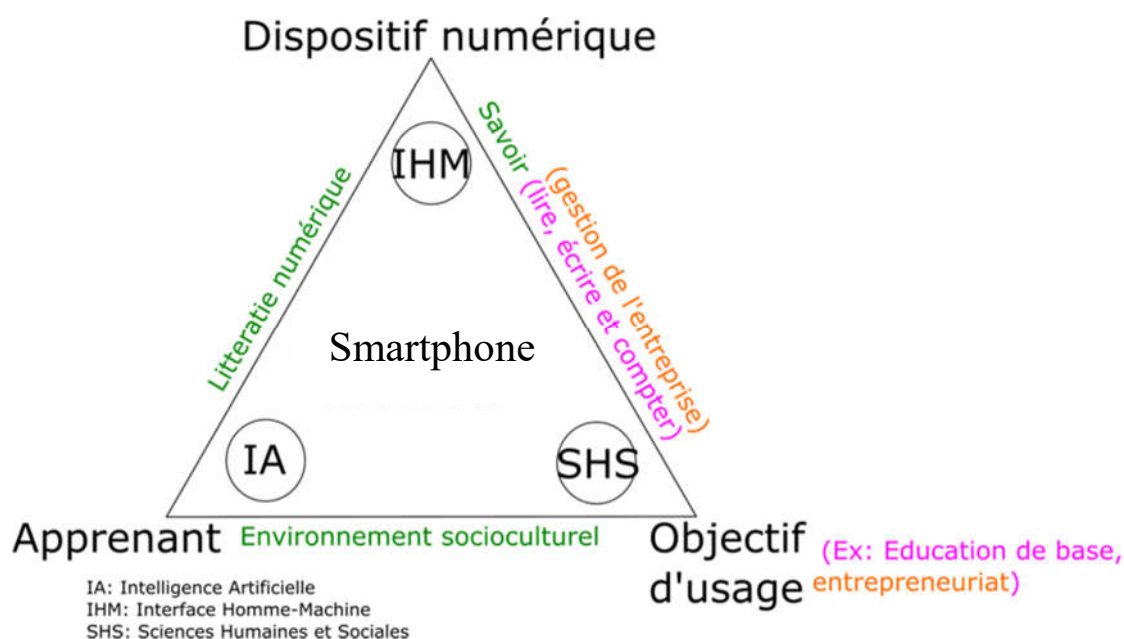 Dispositif numérique
IHM
Savoir
(gestion de l'entreprise)
(lire, écrire et compter)
Litteratie numérique
Smartphone
IA
SHS
Apprenant
Environnement socioculturel
Objectif
d'usage
(Ex: Education de base,
entrepreneuriat)
IA: Intelligence Artificielle
IHM: Interface Homme-Machine
SHS: Sciences Humaines et Sociales